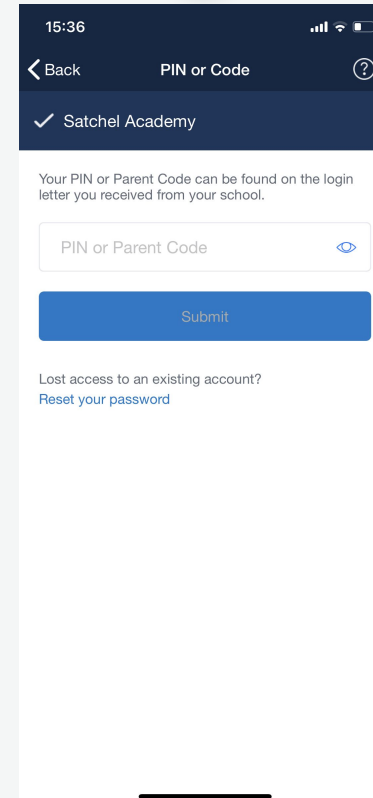 15:36
Back
PIN or Code
?
Satchel Academy
Your PIN or Parent Code can be found on the login
letter you received from your school.
PIN or Parent Code
Submit
Lost access to an existing account?
Reset your password